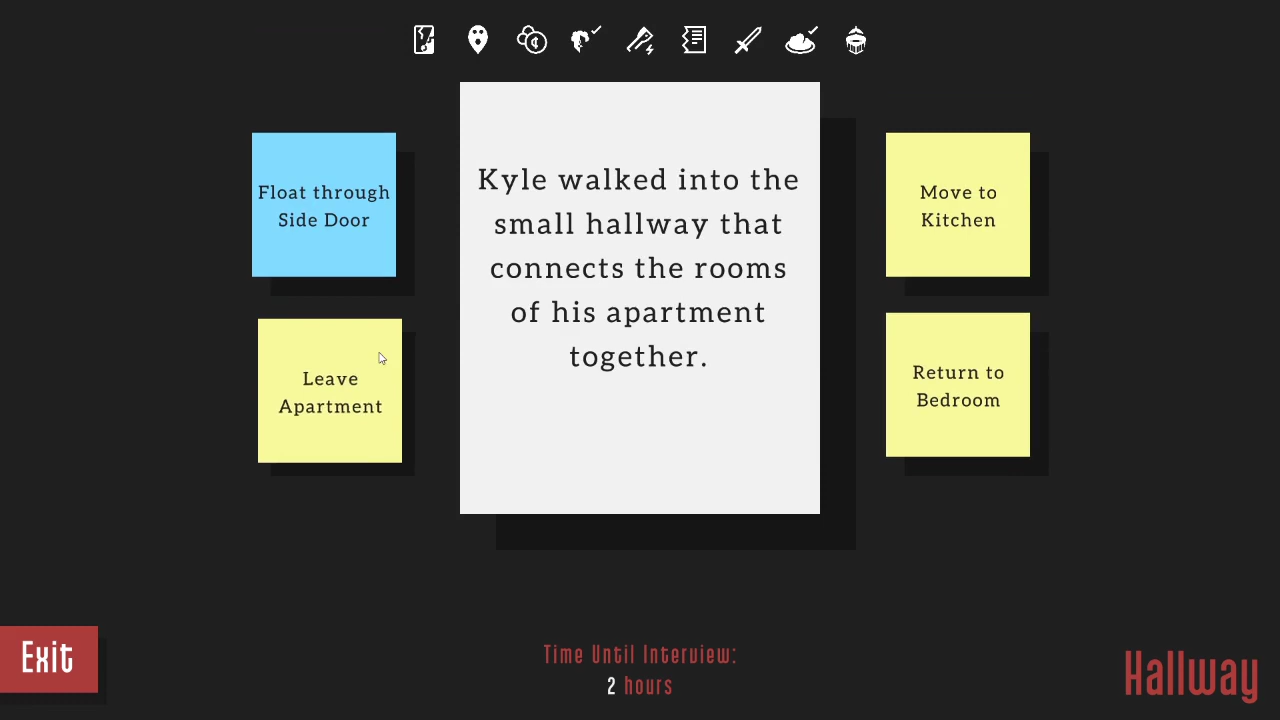 Float through
Side Door
Leave
Apartment
Kyle walked into the
small hallway that
connects the rooms
of his apartment
together.
Move to
Kitchen
Return to
Bedroom
Exit
Time Until Interview:
2 hours
Hallway